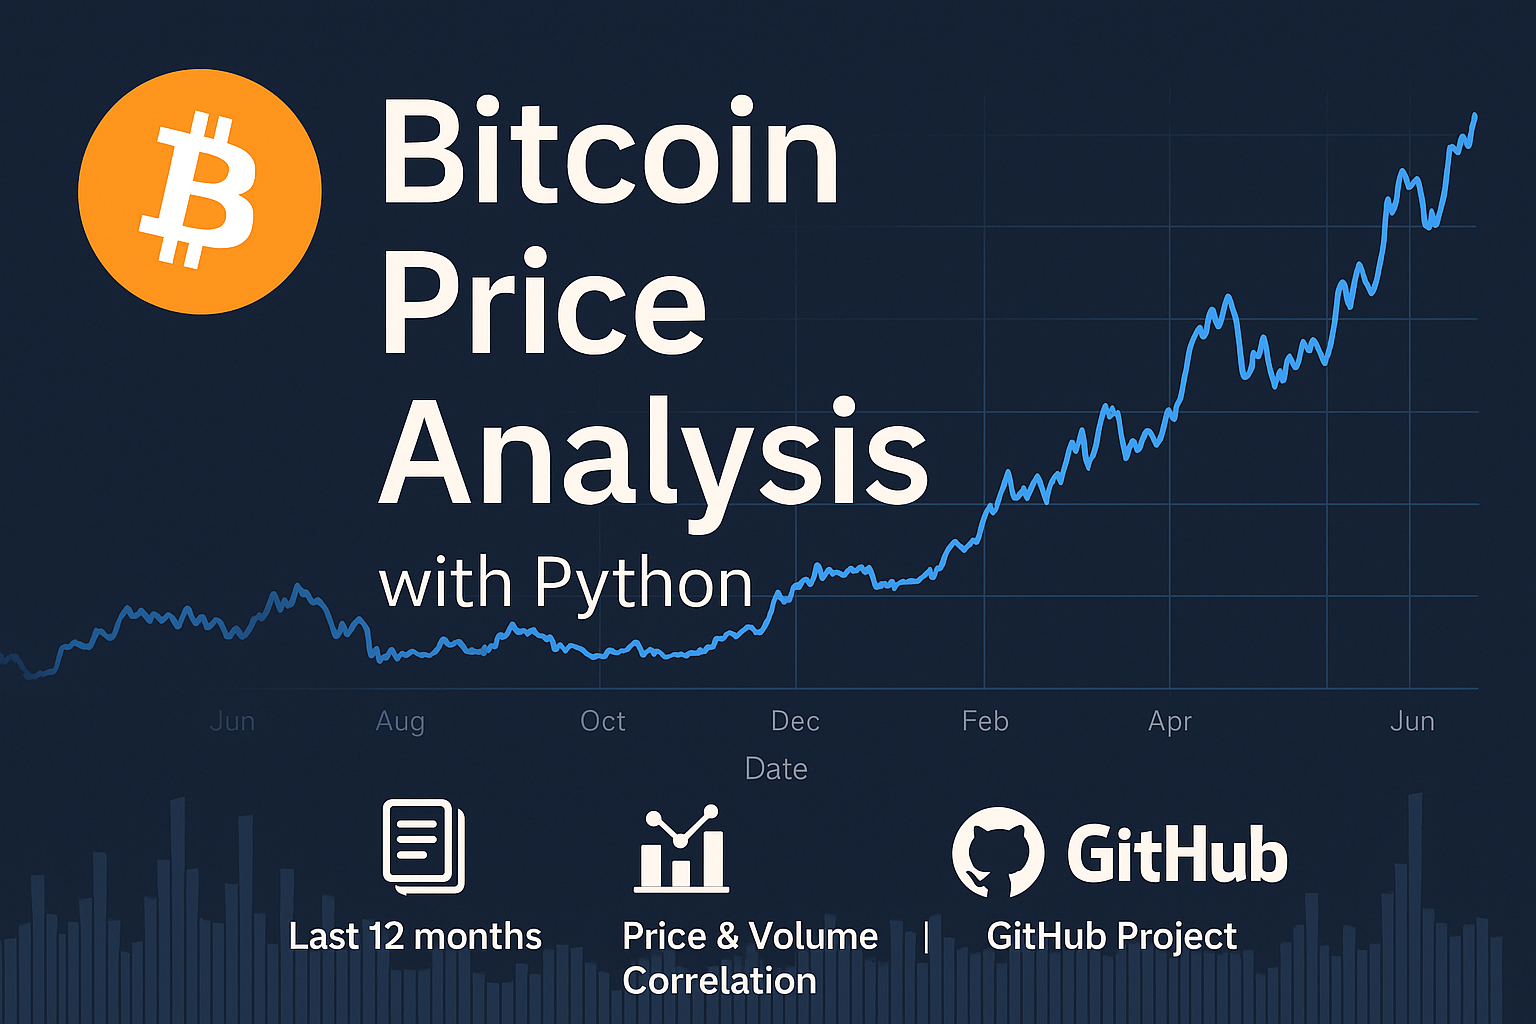 Bitcoin
Price
Analysis
with Python
Jun Aug Oct Dec Feb Apr Jun
Date
GitHub
Last 12 months
Price & Volume | GitHub Project
Correlation